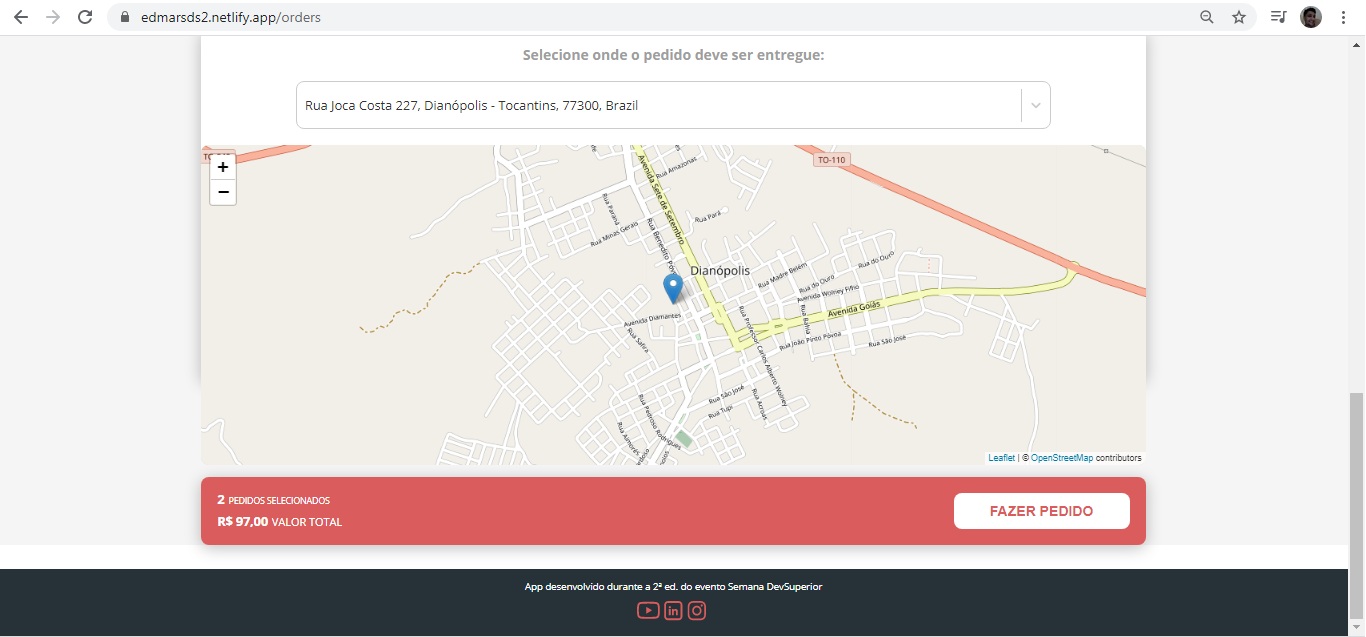 edmarsds2.netlify.app/orders
Selecione onde o pedido deve ser entregue:
Rua Joca Costa 227, Dianópolis - Tocantins, 77300, Brazil
+
−
TO-110
Avenida Sete de Setembro
Rua Amazonas
Rua Paraná
Rua Pará
Rua Minas Gerais
Rua Benedito Póvoa
Dianópolis
Rua Madre Belém
Rua do Ouro
Rua do Ouro
Avenida Wolney Filho
Avenida Goiás
Rua Bahia
Avenida Diamantes
Rua Safira
Rua Professor Carlos Alberto Wolney
Rua João Pinto Póvoa
Rua São José
Rua São José
Rua Tupi
Rua Acroas
Rua Pedroso Rodrigues
Rua Aimorés
Leaflet | © OpenStreetMap contributors
2 PEDIDOS SELECIONADOS
R$ 97,00 VALOR TOTAL
FAZER PEDIDO
App desenvolvido durante a 2ª ed. do evento Semana DevSuperior
in